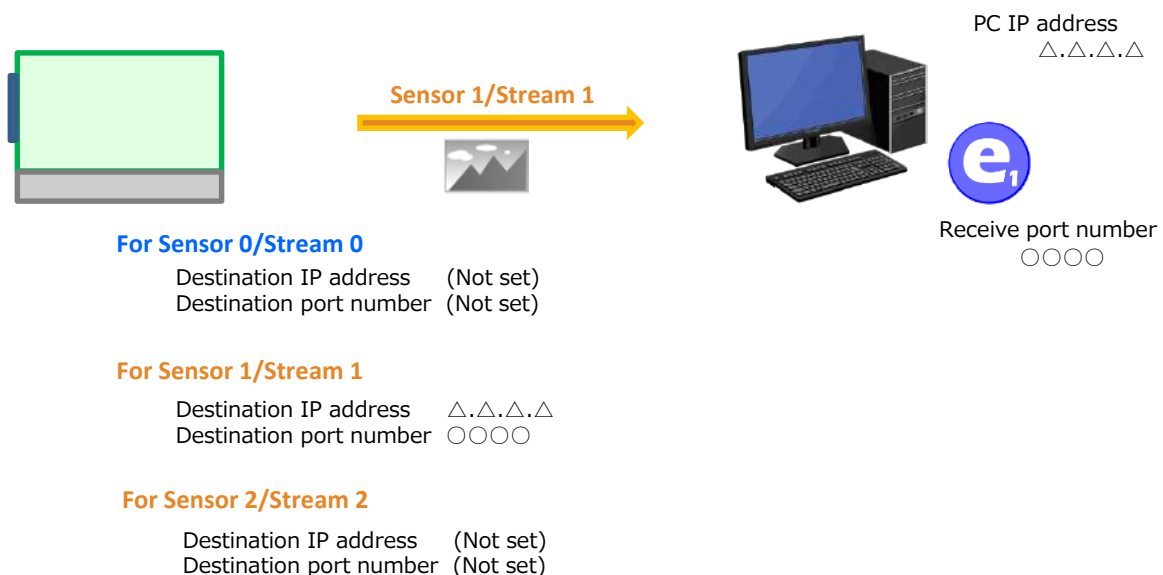 PC IP address
△.△.△.△
Sensor 1/Stream 1
e1
Receive port number
○○○○
For Sensor 0/Stream 0
Destination IP address (Not set)
Destination port number (Not set)
For Sensor 1/Stream 1
Destination IP address △.△.△.△
Destination port number ○○○○
For Sensor 2/Stream 2
Destination IP address (Not set)
Destination port number (Not set)